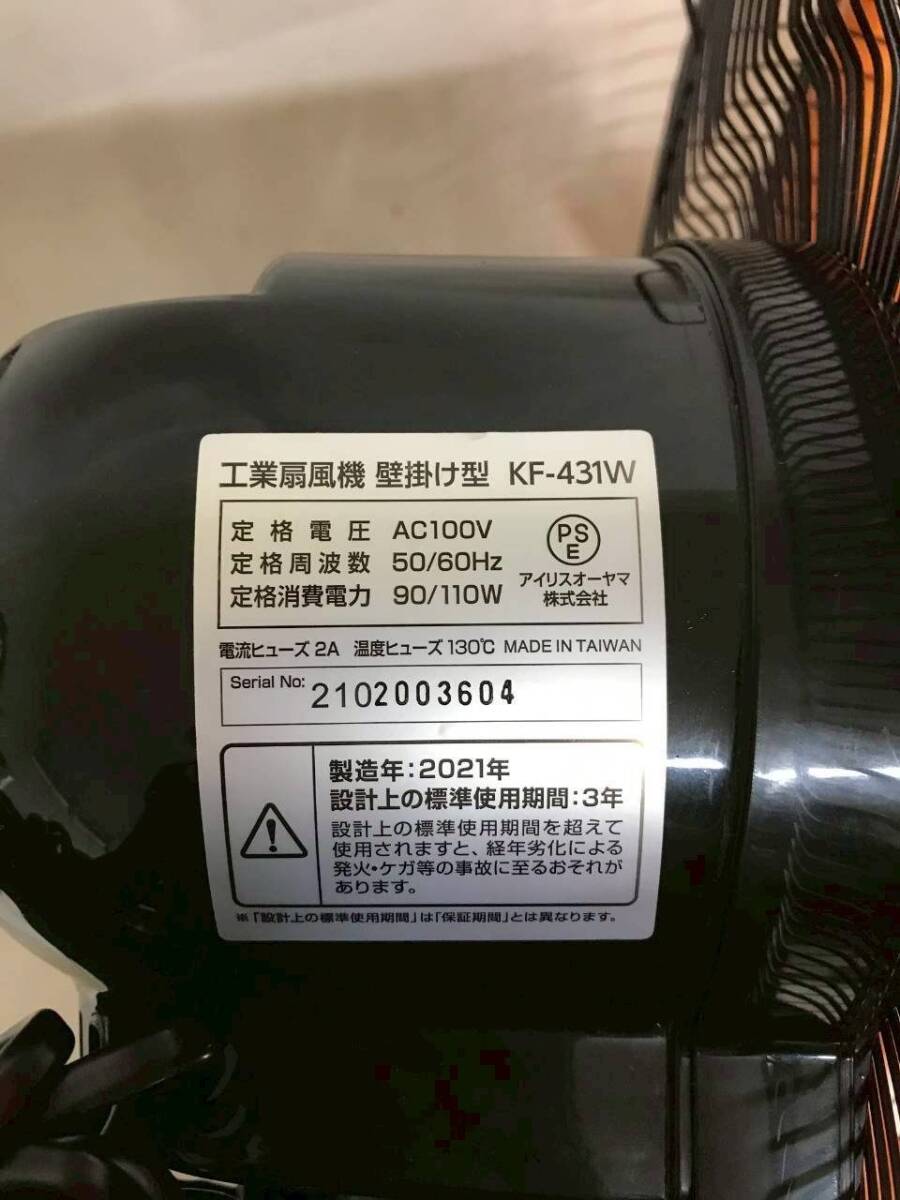 工業扇風機 壁掛け型 KF-431W
定格電圧 AC100V
定格周波数 50/60Hz
定格消費電力 90/110W
PS
E
アイリスオーヤマ
株式会社
電流ヒューズ 2A 温度ヒューズ 130℃ MADE IN TAIWAN
Serial No: 2102003604
製造年:2021年
設計上の標準使用期間:3年
設計上の標準使用期間を超えて
使用されますと、経年劣化による
発火・ケガ等の事故に至るおそれが
あります。
※「設計上の標準使用期間」は「保証期間」とは異なります。